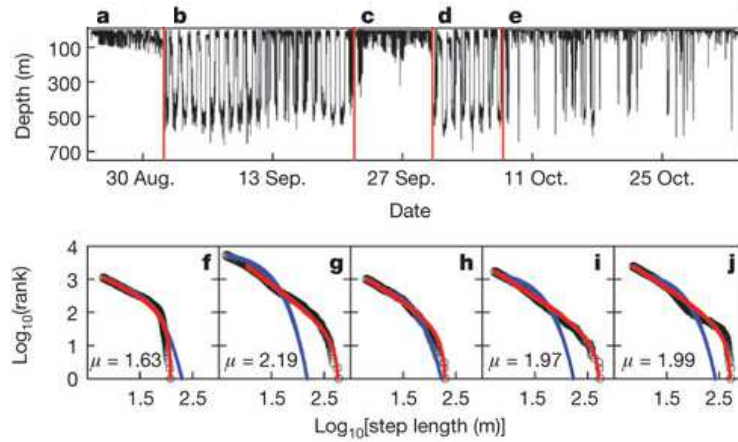 a b c d e
Depth (m)
100
300
500
700
30 Aug. 13 Sep. 27 Sep. 11 Oct. 25 Oct.
Date
f g h i j
Log10(rank)
4
3
2
1
0
μ = 1.63 μ = 2.19 μ = 1.97 μ = 1.99
1.5 2.5 1.5 2.5 1.5 2.5 1.5 2.5 1.5 2.5
Log10[step length (m)]